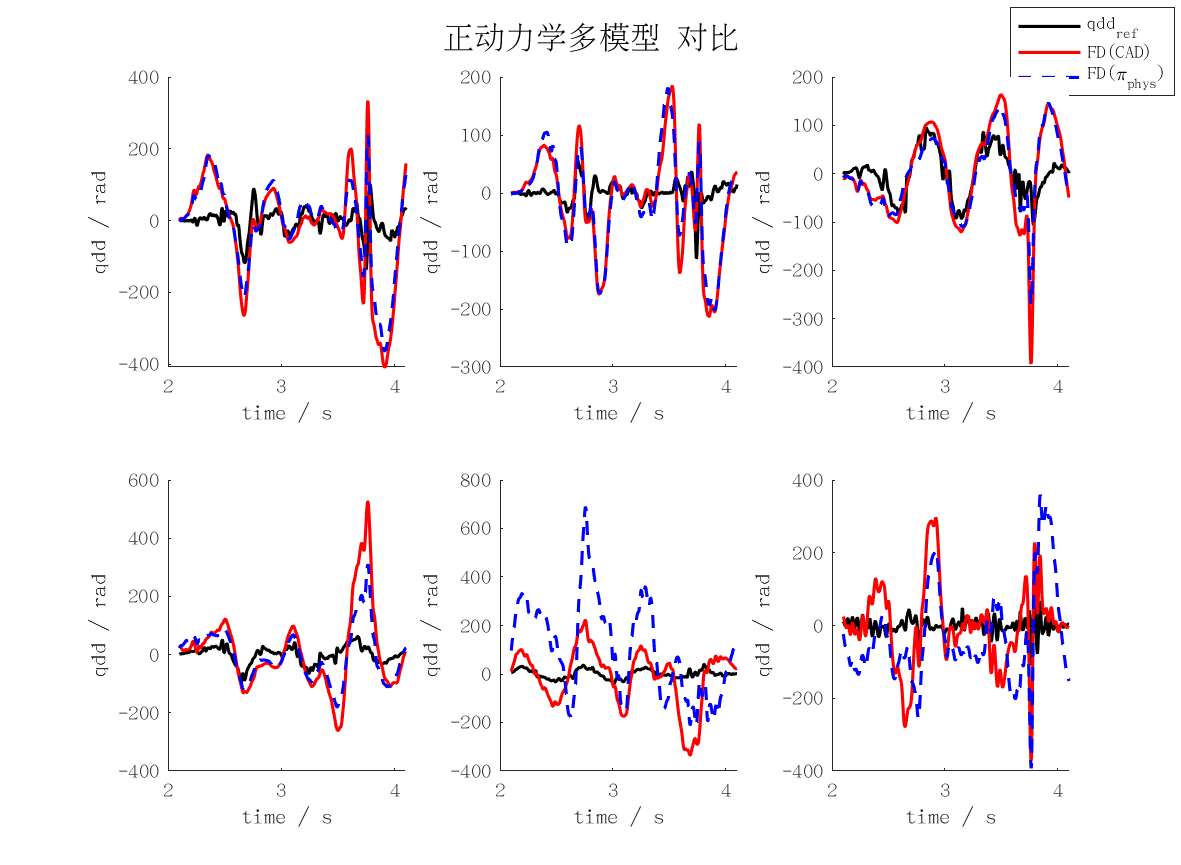 正动力学多模型 对比
qdd_ref
FD(CAD)
FD(π_phys)
400
200
0
-200
-400
qdd / rad
2 3 4
time / s
200
100
0
-100
-200
-300
qdd / rad
2 3 4
time / s
200
100
0
-100
-200
-300
-400
qdd / rad
2 3 4
time / s
600
400
200
0
-200
-400
qdd / rad
2 3 4
time / s
800
600
400
200
0
-200
-400
qdd / rad
2 3 4
time / s
400
200
0
-200
-400
qdd / rad
2 3 4
time / s